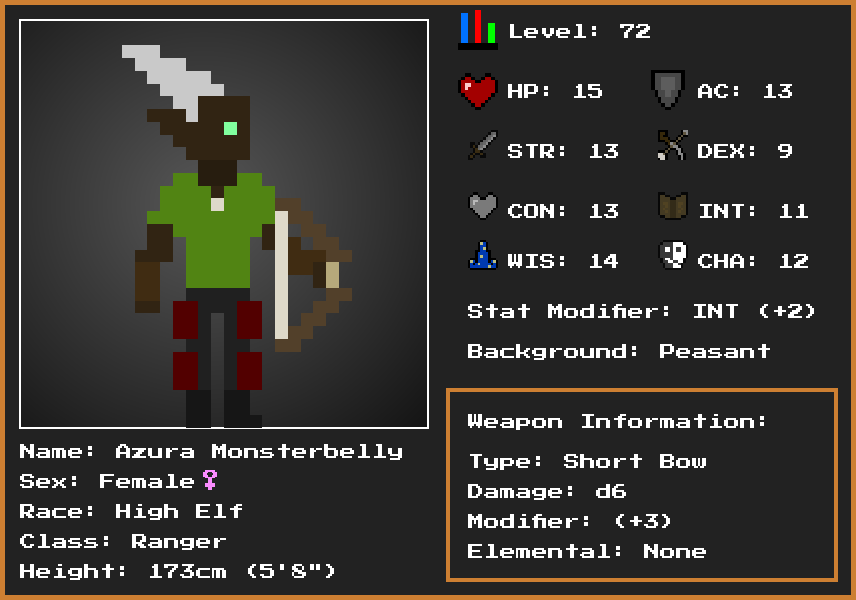 Level: 72
HP: 15 AC: 13
STR: 13 DEX: 9
CON: 13 INT: 11
WIS: 14 CHA: 12
Stat Modifier: INT (+2)
Background: Peasant
Weapon Information:
Type: Short Bow
Damage: d6
Modifier: (+3)
Elemental: None
Name: Azura Monsterbelly
Sex: Female♀
Race: High Elf
Class: Ranger
Height: 173cm (5'8")